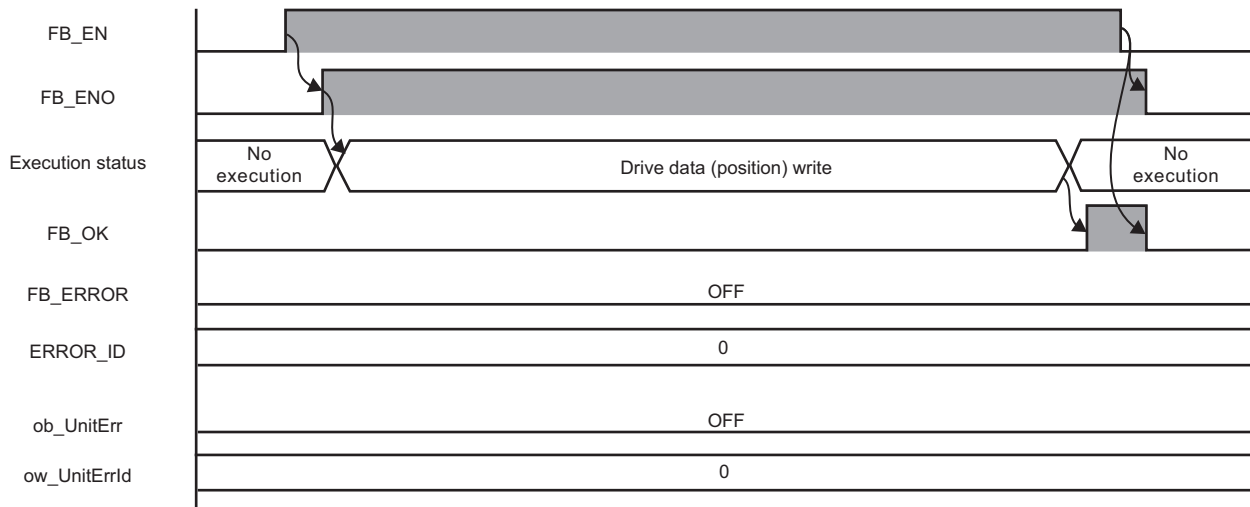 FB_EN
FB_ENO
Execution status
No
execution
Drive data (position) write
No
execution
FB_OK
FB_ERROR
OFF
ERROR_ID
0
ob_UnitErr
OFF
ow_UnitErrId
0